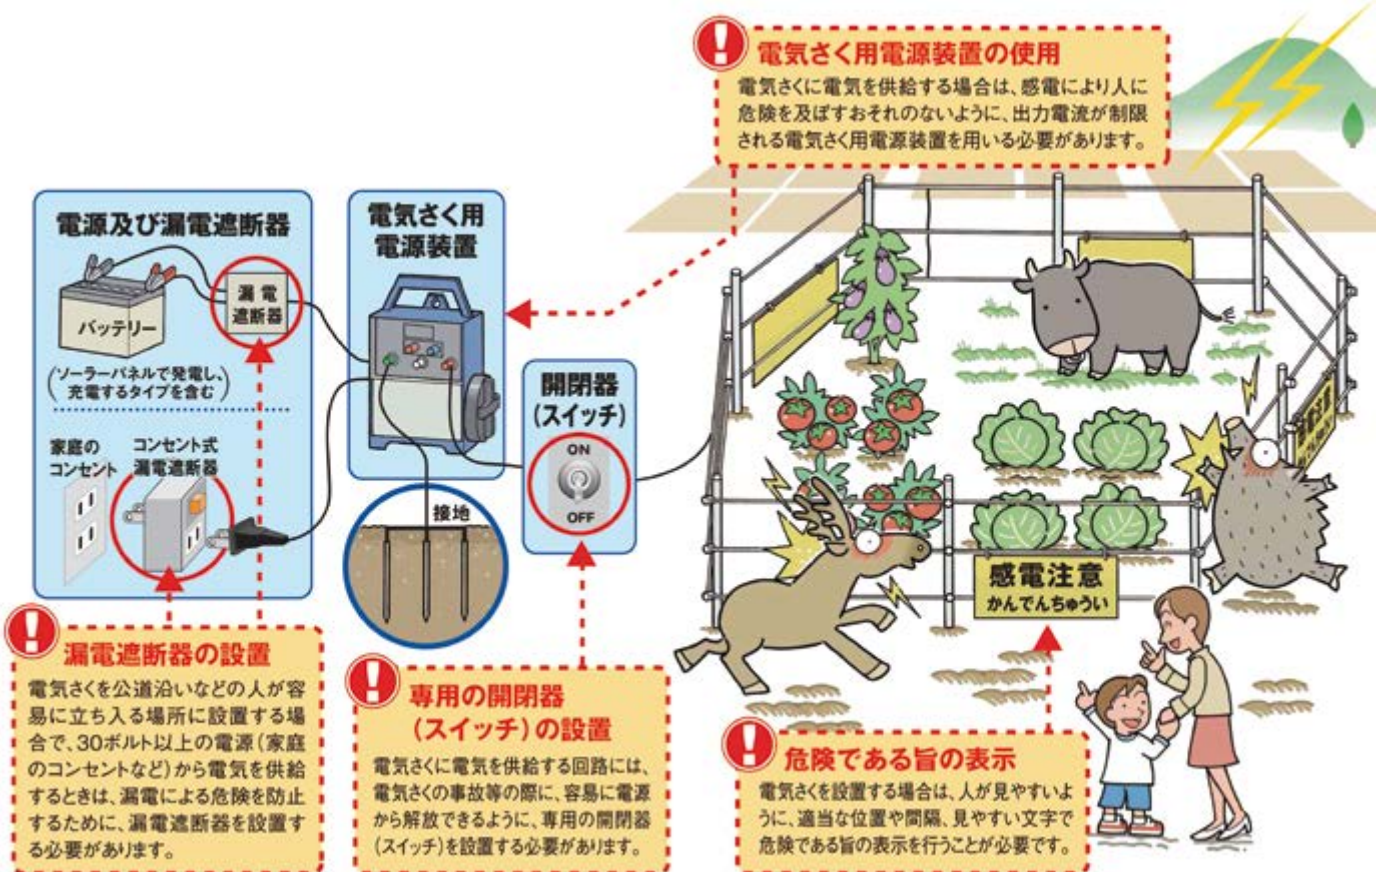 電気さく用電源装置の使用
電気さくに電気を供給する場合は、感電により人に
危険を及ぼすおそれのないように、出力電流が制限
される電気さく用電源装置を用いる必要があります。
電源及び漏電遮断器
バッテリー
漏電
遮断器
(ソーラーパネルで発電し、
充電するタイプを含む)
家庭の
コンセント
コンセント式
漏電遮断器
電気さく用
電源装置
接地
開閉器
(スイッチ)
ON
OFF
感電注意
かんでんちゅうい
漏電遮断器の設置
電気さくを公道沿いなどの人が容
易に立ち入る場所に設置する場
合で、30ボルト以上の電源(家庭
のコンセントなど)から電気を供給
するときは、漏電による危険を防止
するために、漏電遮断器を設置す
る必要があります。
専用の開閉器
(スイッチ)の設置
電気さくに電気を供給する回路には、
電気さくの事故等の際に、容易に電源
から解放できるように、専用の開閉器
(スイッチ)を設置する必要があります。
危険である旨の表示
電気さくを設置する場合は、人が見やすいよ
うに、適当な位置や間隔、見やすい文字で
危険である旨の表示を行うことが必要です。